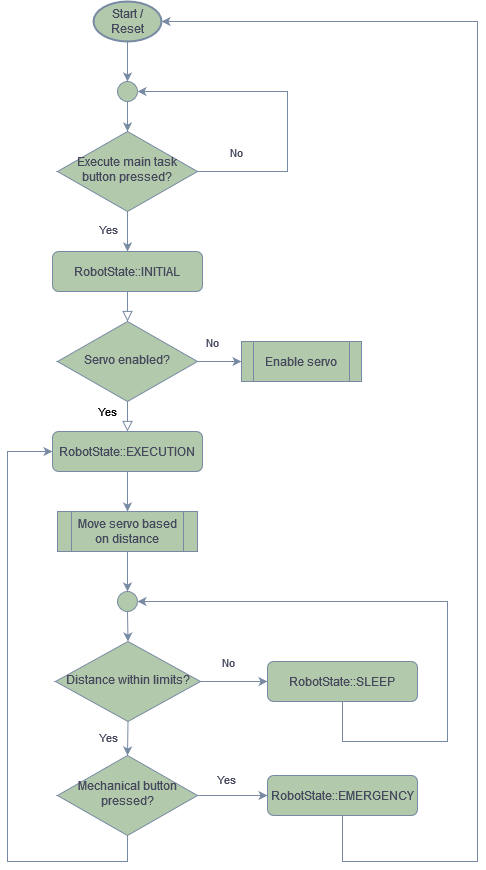 Start /
Reset
Execute main task
button pressed?
No
Yes
RobotState::INITIAL
Servo enabled?
No
Enable servo
Yes
RobotState::EXECUTION
Move servo based
on distance
Distance within limits?
No
RobotState::SLEEP
Yes
Mechanical button
pressed?
Yes
RobotState::EMERGENCY